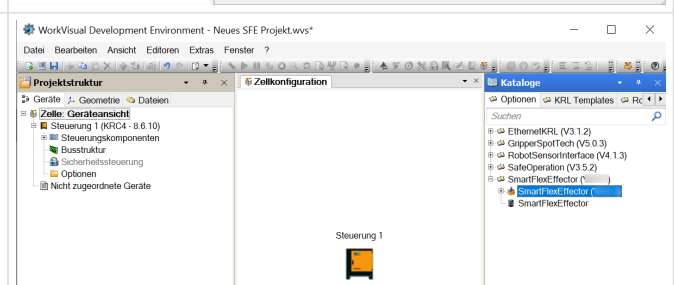 WorkVisual Development Environment - Neues SFE Projekt.wvs*
Datei Bearbeiten Ansicht Editoren Extras Fenster ?
Projektstruktur
Geräte Geometrie Dateien
Zelle: Geräteansicht
Steuerung 1 (KRC4 - 8.6.10)
Steuerungskomponenten
Busstruktur
Sicherheitssteuerung
Optionen
Nicht zugeordnete Geräte
Zellkonfiguration
Steuerung 1
Kataloge
Optionen KRL Templates
Suchen
EthernetKRL (V3.1.2)
GripperSpotTech (V5.0.3)
RobotSensorInterface (V4.1.3)
SafeOperation (V3.5.2)
SmartFlexEffector (
SmartFlexEffector (
SmartFlexEffector